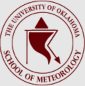 THE UNIVERSITY OF OKLAHOMA
SCHOOL OF METEOROLOGY